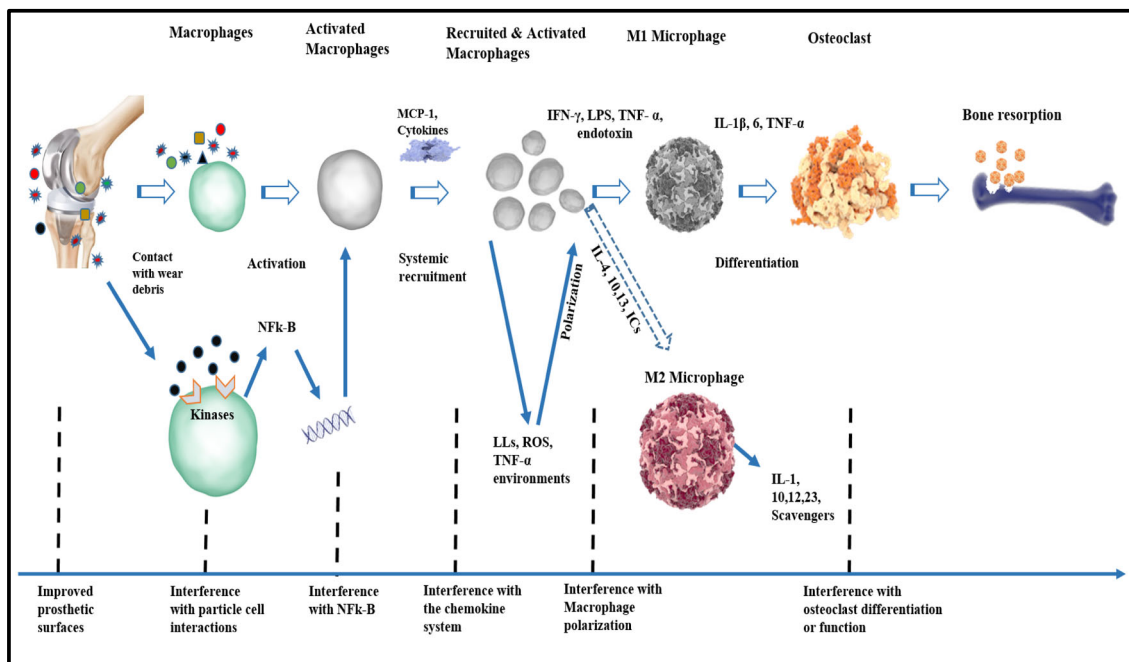 Macrophages
Activated
Macrophages
Recruited & Activated
Macrophages
M1 Microphage
Osteoclast
MCP-1,
Cytokines
IFN-γ, LPS, TNF- α,
endotoxin
IL-1β, 6, TNF-α
Bone resorption
Contact
with wear
debris
Activation
Systemic
recruitment
Polarization
IL-4, 10,13, ICs
Differentiation
NFk-B
Kinases
M2 Microphage
LLs, ROS,
TNF-α
environments
IL-1,
10,12,23,
Scavengers
Improved
prosthetic
surfaces
Interference
with particle cell
interactions
Interference
with NFk-B
Interference with
the chemokine
system
Interference with
Macrophage
polarization
Interference with
osteoclast differentiation
or function